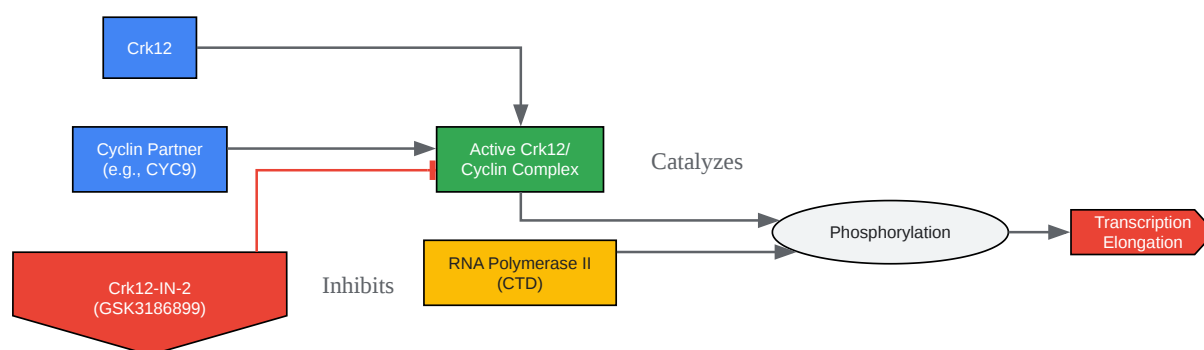 Crk12
Cyclin Partner
(e.g., CYC9)
Active Crk12/
Cyclin Complex
Catalyzes
Phosphorylation
Transcription
Elongation
RNA Polymerase II
(CTD)
Crk12-IN-2
(GSK3186899)
Inhibits